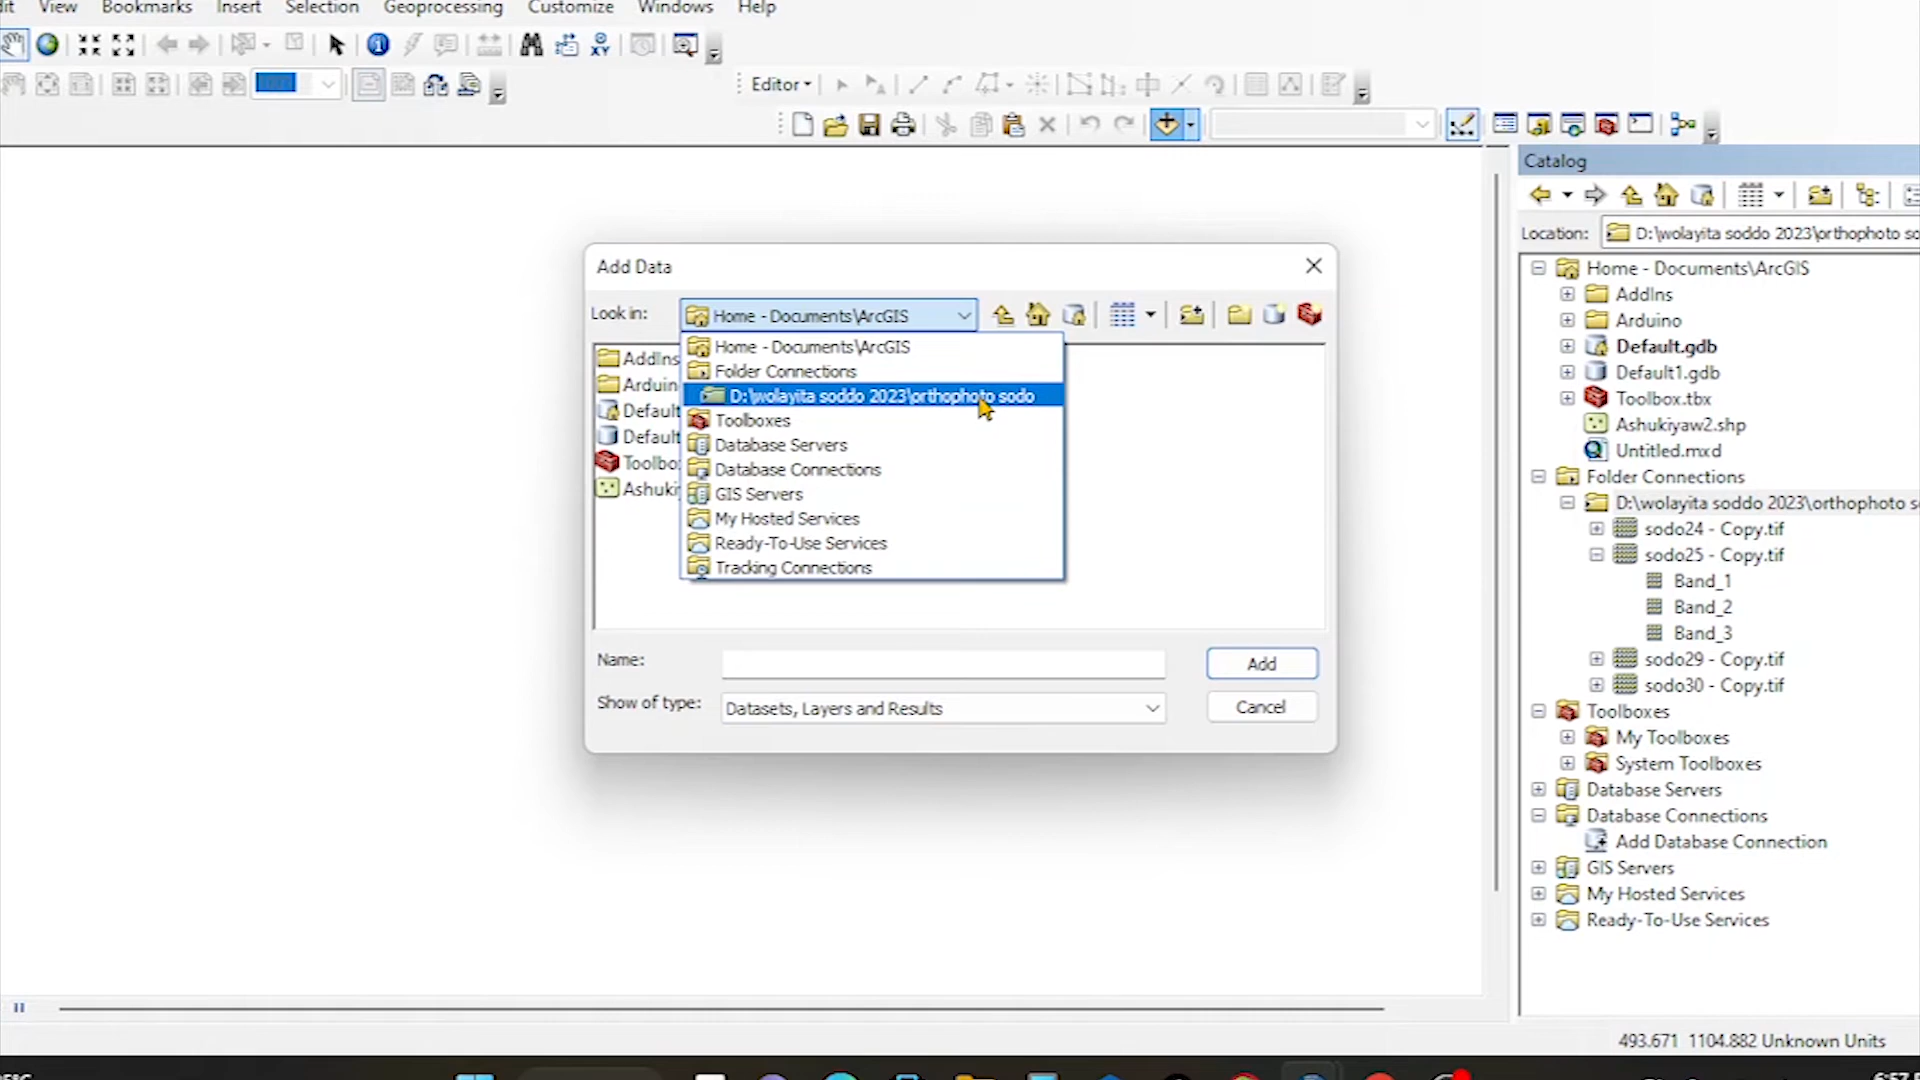 View Bookmarks Insert Selection Geoprocessing Customize Windows Help
Editor
Catalog
Location: D:\wolayita soddo 2023\orthophoto so
Add Data
Look in: Home - Documents\ArcGIS
Home - Documents\ArcGIS
Folder Connections
D:\wolayita soddo 2023\orthophoto sodo
Toolboxes
Database Servers
Database Connections
GIS Servers
My Hosted Services
Ready-To-Use Services
Tracking Connections
AddIns
Arduin
Default
Default
Toolbo
Ashuki
Name:
Add
Show of type: Datasets, Layers and Results
Cancel
Home - Documents\ArcGIS
AddIns
Arduino
Default.gdb
Default1.gdb
Toolbox.tbx
Ashukiyaw2.shp
Untitled.mxd
Folder Connections
D:\wolayita soddo 2023\orthophoto s
sodo24 - Copy.tif
sodo25 - Copy.tif
Band_1
Band_2
Band_3
sodo29 - Copy.tif
sodo30 - Copy.tif
Toolboxes
My Toolboxes
System Toolboxes
Database Servers
Database Connections
Add Database Connection
GIS Servers
My Hosted Services
Ready-To-Use Services
493.671 1104.882 Unknown Units